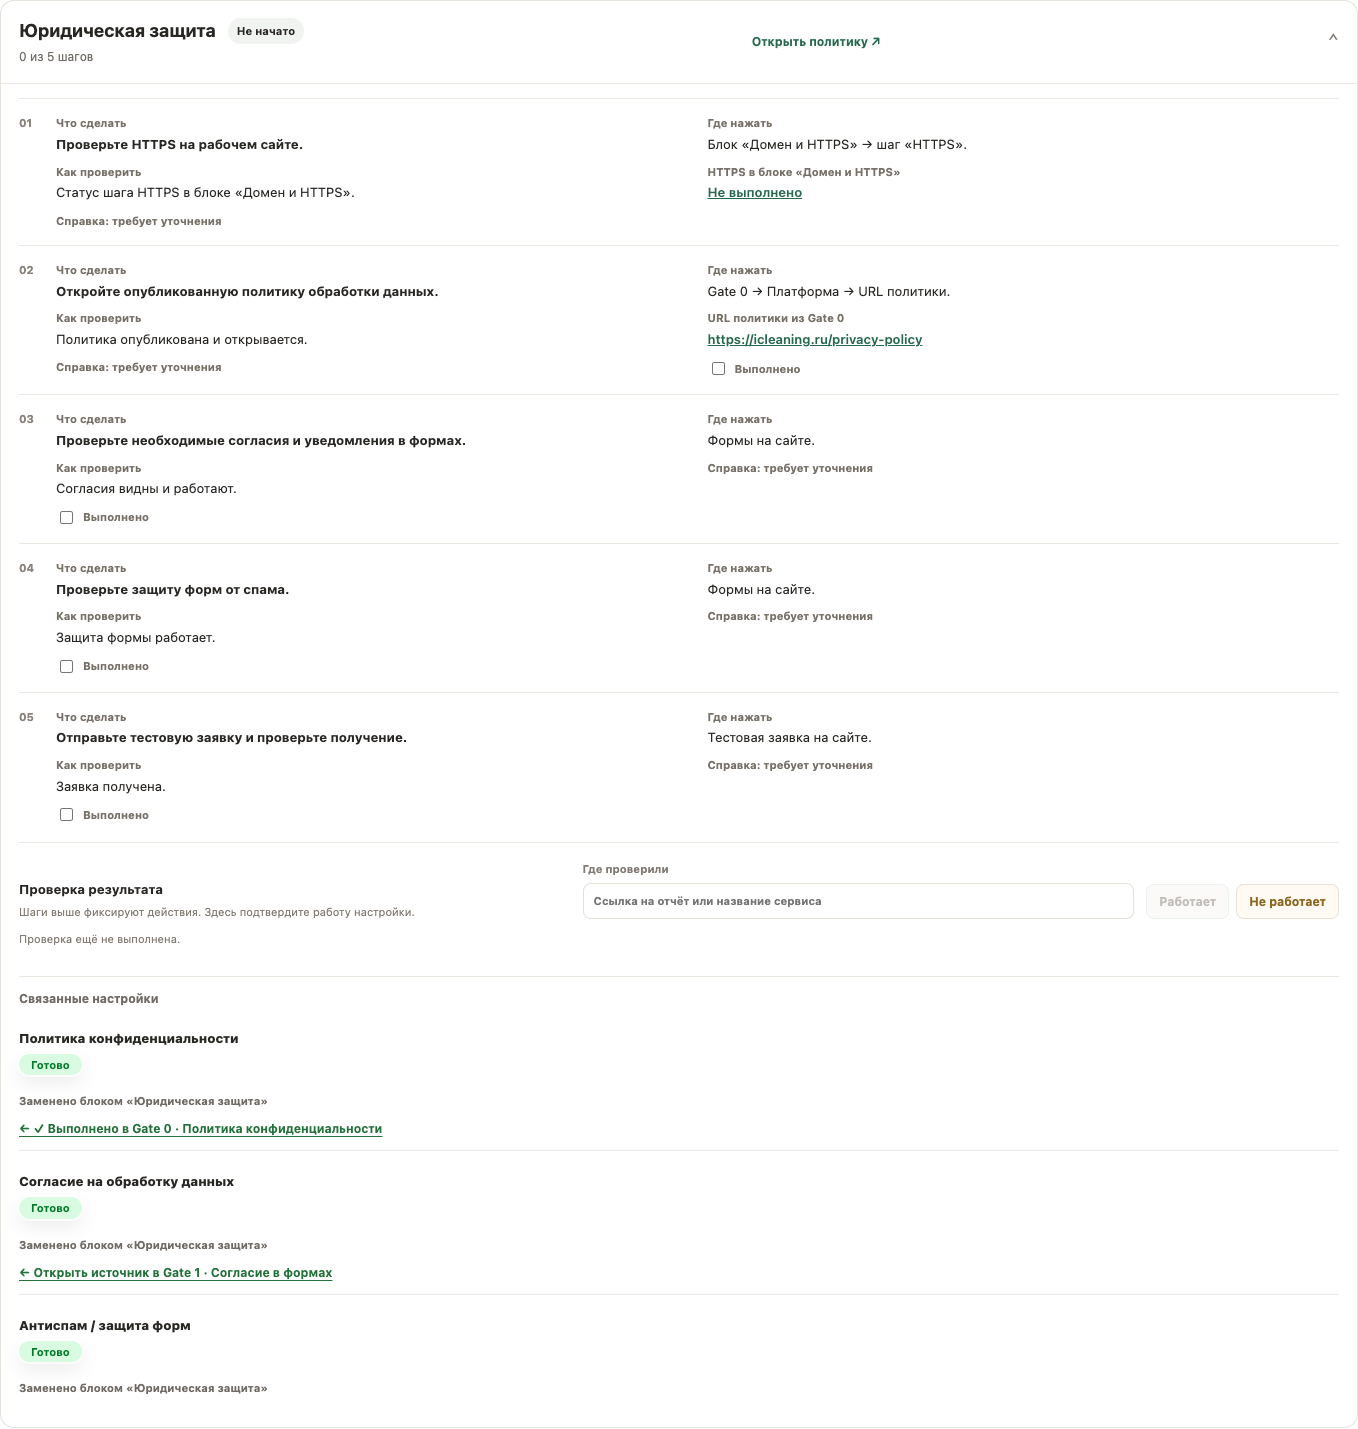 Юридическая защита
Не начато
0 из 5 шагов
Открыть политику ↗
01
Что сделать
Проверьте HTTPS на рабочем сайте.
Как проверить
Статус шага HTTPS в блоке «Домен и HTTPS».
Справка: требует уточнения
Где нажать
Блок «Домен и HTTPS» → шаг «HTTPS».
HTTPS в блоке «Домен и HTTPS»
Не выполнено
02
Что сделать
Откройте опубликованную политику обработки данных.
Как проверить
Политика опубликована и открывается.
Справка: требует уточнения
Где нажать
Gate 0 → Платформа → URL политики.
URL политики из Gate 0
https://icleaning.ru/privacy-policy
Выполнено
03
Что сделать
Проверьте необходимые согласия и уведомления в формах.
Как проверить
Согласия видны и работают.
Выполнено
Где нажать
Формы на сайте.
Справка: требует уточнения
04
Что сделать
Проверьте защиту форм от спама.
Как проверить
Защита формы работает.
Выполнено
Где нажать
Формы на сайте.
Справка: требует уточнения
05
Что сделать
Отправьте тестовую заявку и проверьте получение.
Как проверить
Заявка получена.
Выполнено
Где нажать
Тестовая заявка на сайте.
Справка: требует уточнения
Проверка результата
Шаги выше фиксируют действия. Здесь подтвердите работу настройки.
Проверка ещё не выполнена.
Где проверили
Ссылка на отчёт или название сервиса
Работает
Не работает
Связанные настройки
Политика конфиденциальности
Готово
Заменено блоком «Юридическая защита»
← ✓ Выполнено в Gate 0 · Политика конфиденциальности
Согласие на обработку данных
Готово
Заменено блоком «Юридическая защита»
← Открыть источник в Gate 1 · Согласие в формах
Антиспам / защита форм
Готово
Заменено блоком «Юридическая защита»